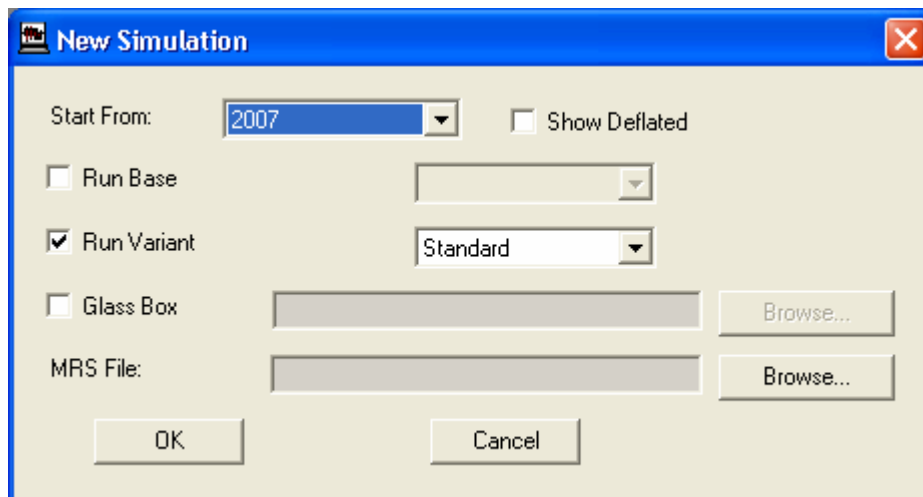 New Simulation
Start From: 2007 Show Deflated
Run Base
Run Variant Standard
Glass Box Browse...
MRS File: Browse...
OK Cancel